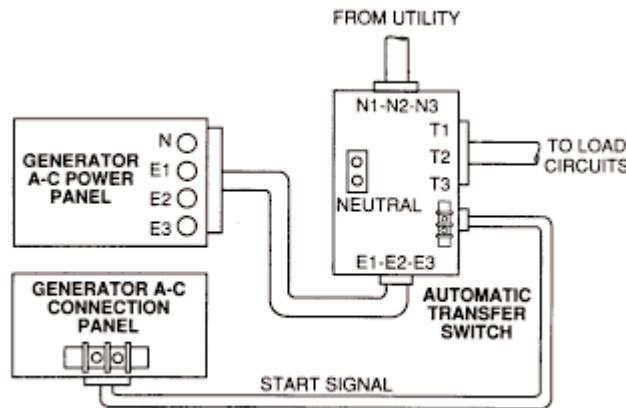 FROM UTILITY
N1-N2-N3
T1
T2
T3
TO LOAD
CIRCUITS
NEUTRAL
E1-E2-E3
AUTOMATIC
TRANSFER
SWITCH
GENERATOR
A-C POWER
PANEL
N
E1
E2
E3
GENERATOR A-C
CONNECTION
PANEL
START SIGNAL